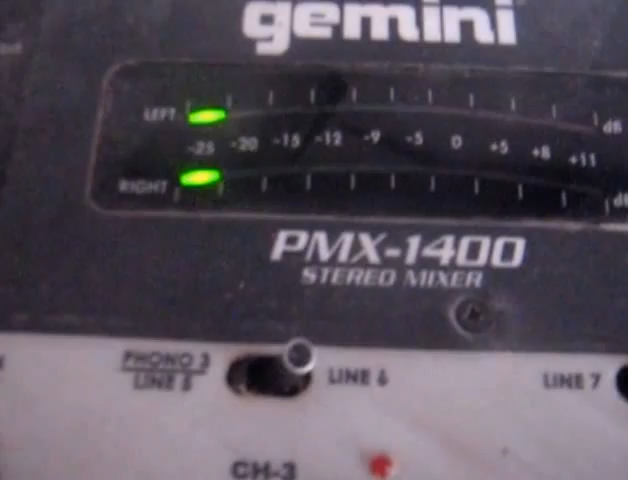 gemini
LEFT
dB
-25 -20 -15 -12 -9 -5 0 +5 +8 +11
RIGHT
PMX-1400
STEREO MIXER
PHONO 3
LINE 5
LINE 6
LINE 7
CH-3